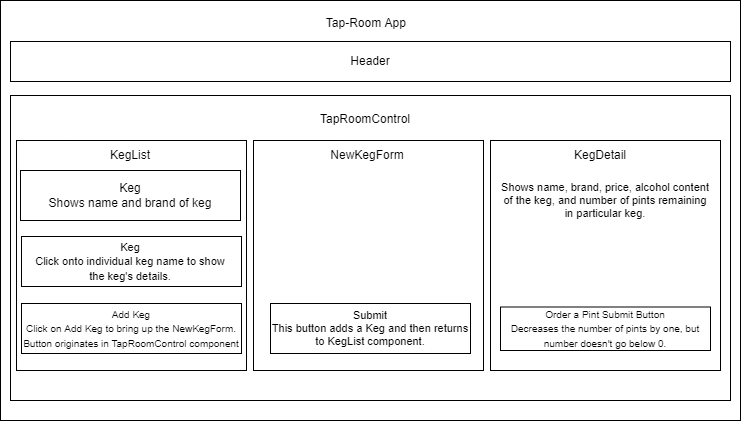 Tap-Room App
Header
TapRoomControl
KegList
Keg
Shows name and brand of keg
Keg
Click onto individual keg name to show
the keg's details.
Add Keg
Click on Add Keg to bring up the NewKegForm.
Button originates in TapRoomControl component
NewKegForm
Submit
This button adds a Keg and then returns
to KegList component.
KegDetail
Shows name, brand, price, alcohol content
of the keg, and number of pints remaining
in particular keg.
Order a Pint Submit Button
Decreases the number of pints by one, but
number doesn't go below 0.